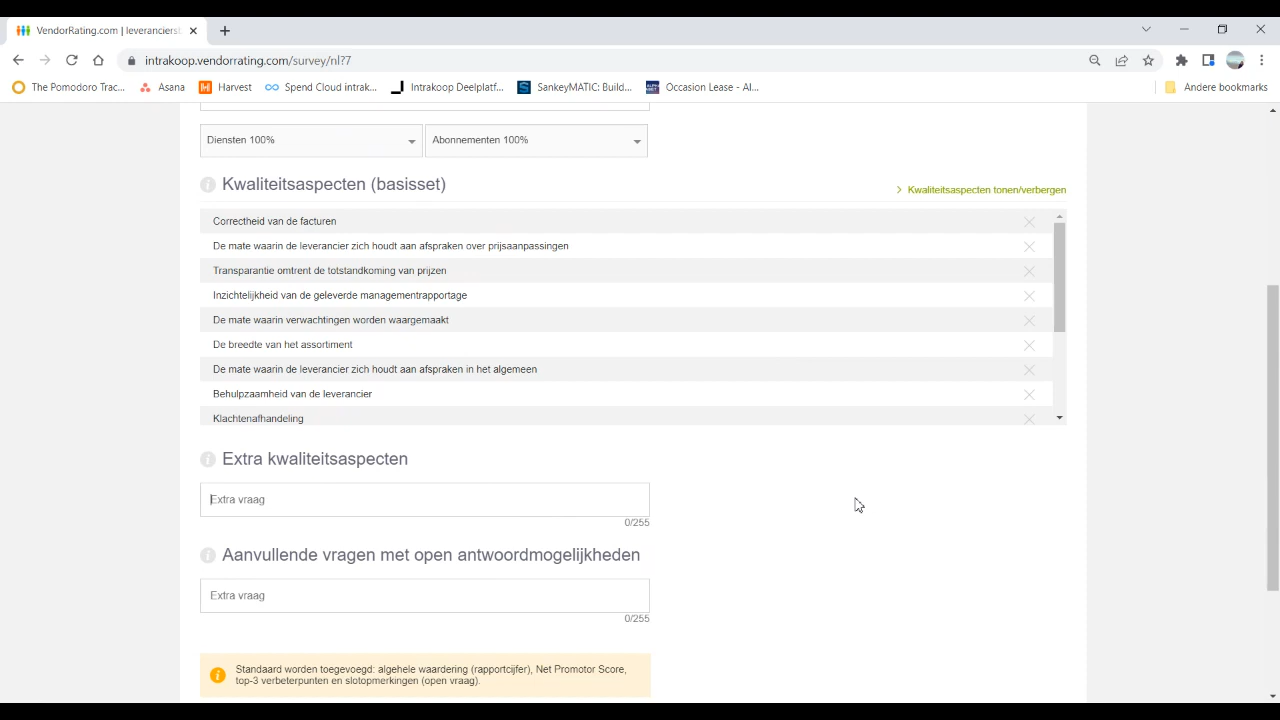 VendorRating.com | leverancierst
intrakoop.vendorrating.com/survey/nl?7
The Pomodoro Trac...
Asana
Harvest
Spend Cloud intrak...
Intrakoop Deelplatf...
SankeyMATIC: Build...
Occasion Lease - Al...
Andere bookmarks
Diensten 100%
Abonnementen 100%
Kwaliteitsaspecten (basisset)
Kwaliteitsaspecten tonen/verbergen
Correctheid van de facturen
De mate waarin de leverancier zich houdt aan afspraken over prijsaanpassingen
Transparantie omtrent de totstandkoming van prijzen
Inzichtelijkheid van de geleverde managementrapportage
De mate waarin verwachtingen worden waargemaakt
De breedte van het assortiment
De mate waarin de leverancier zich houdt aan afspraken in het algemeen
Behulpzaamheid van de leverancier
Klachtenafhandeling
Extra kwaliteitsaspecten
Extra vraag
0/255
Aanvullende vragen met open antwoordmogelijkheden
Extra vraag
0/255
Standaard worden toegevoegd: algehele waardering (rapportcijfer), Net Promotor Score,
top-3 verbeterpunten en slotopmerkingen (open vraag).